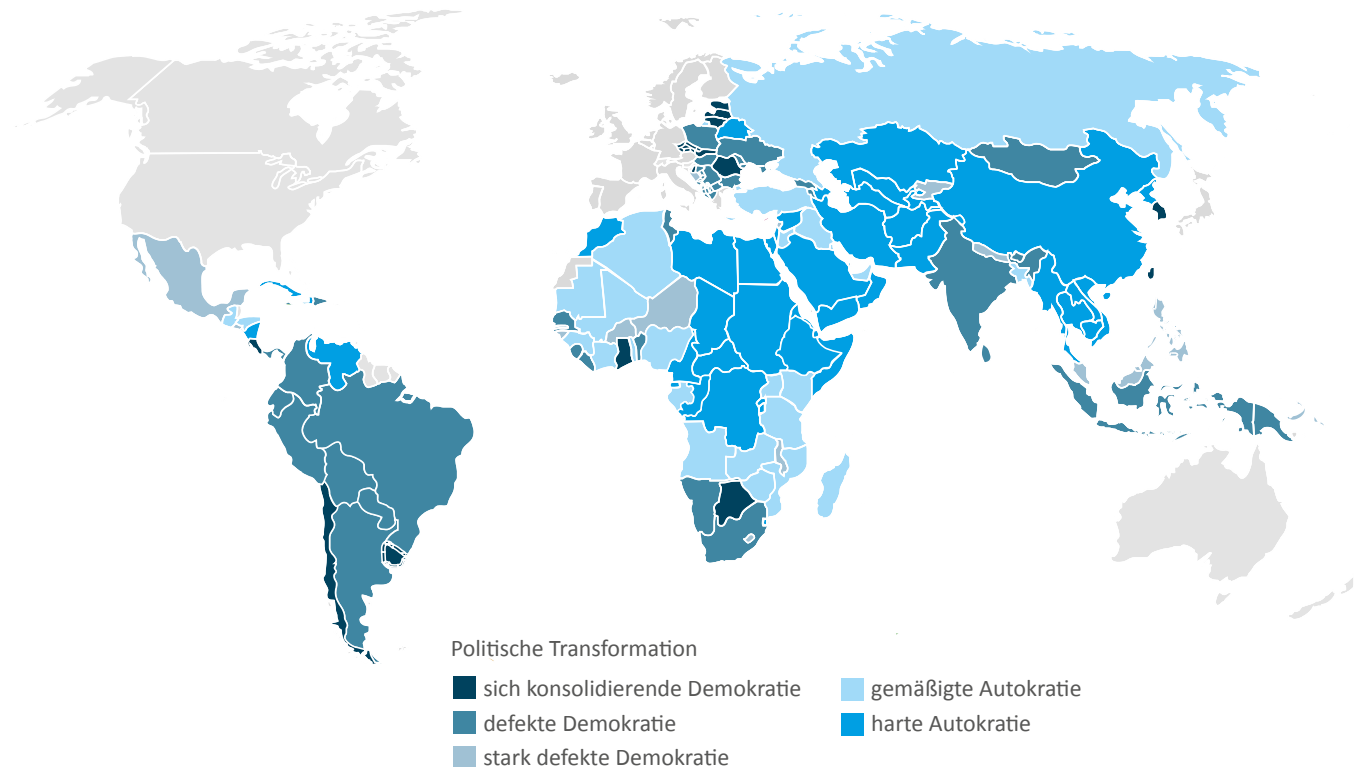 Politische Transformation
sich konsolidierende Demokratie
defekte Demokratie
stark defekte Demokratie
gemäßigte Autokratie
harte Autokratie